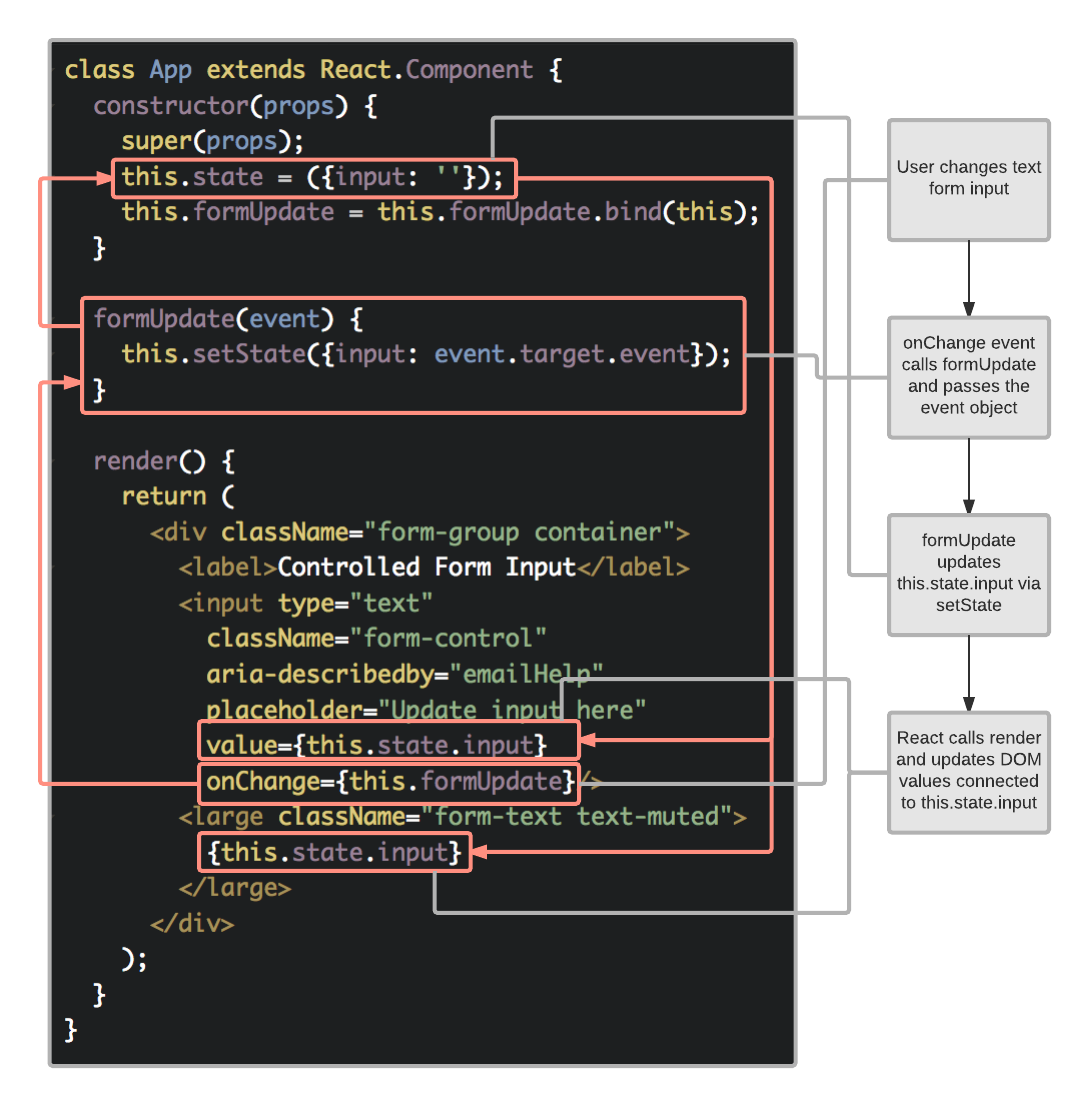 class App extends React.Component {
constructor(props) {
super(props);
this.state = ({input: ''});
this.formUpdate = this.formUpdate.bind(this);
}
formUpdate(event) {
this.setState({input: event.target.event});
}
render() {
return (
<div className="form-group container">
<label>Controlled Form Input</label>
<input type="text"
className="form-control"
aria-describedby="emailHelp"
placeholder="Update input here"
value={this.state.input}
onChange={this.formUpdate}/>
<large className="form-text text-muted">
{this.state.input}
</large>
</div>
);
}
}
User changes text
form input
onChange event
calls formUpdate
and passes the
event object
formUpdate
updates
this.state.input via
setState
React calls render
and updates DOM
values connected
to this.state.input